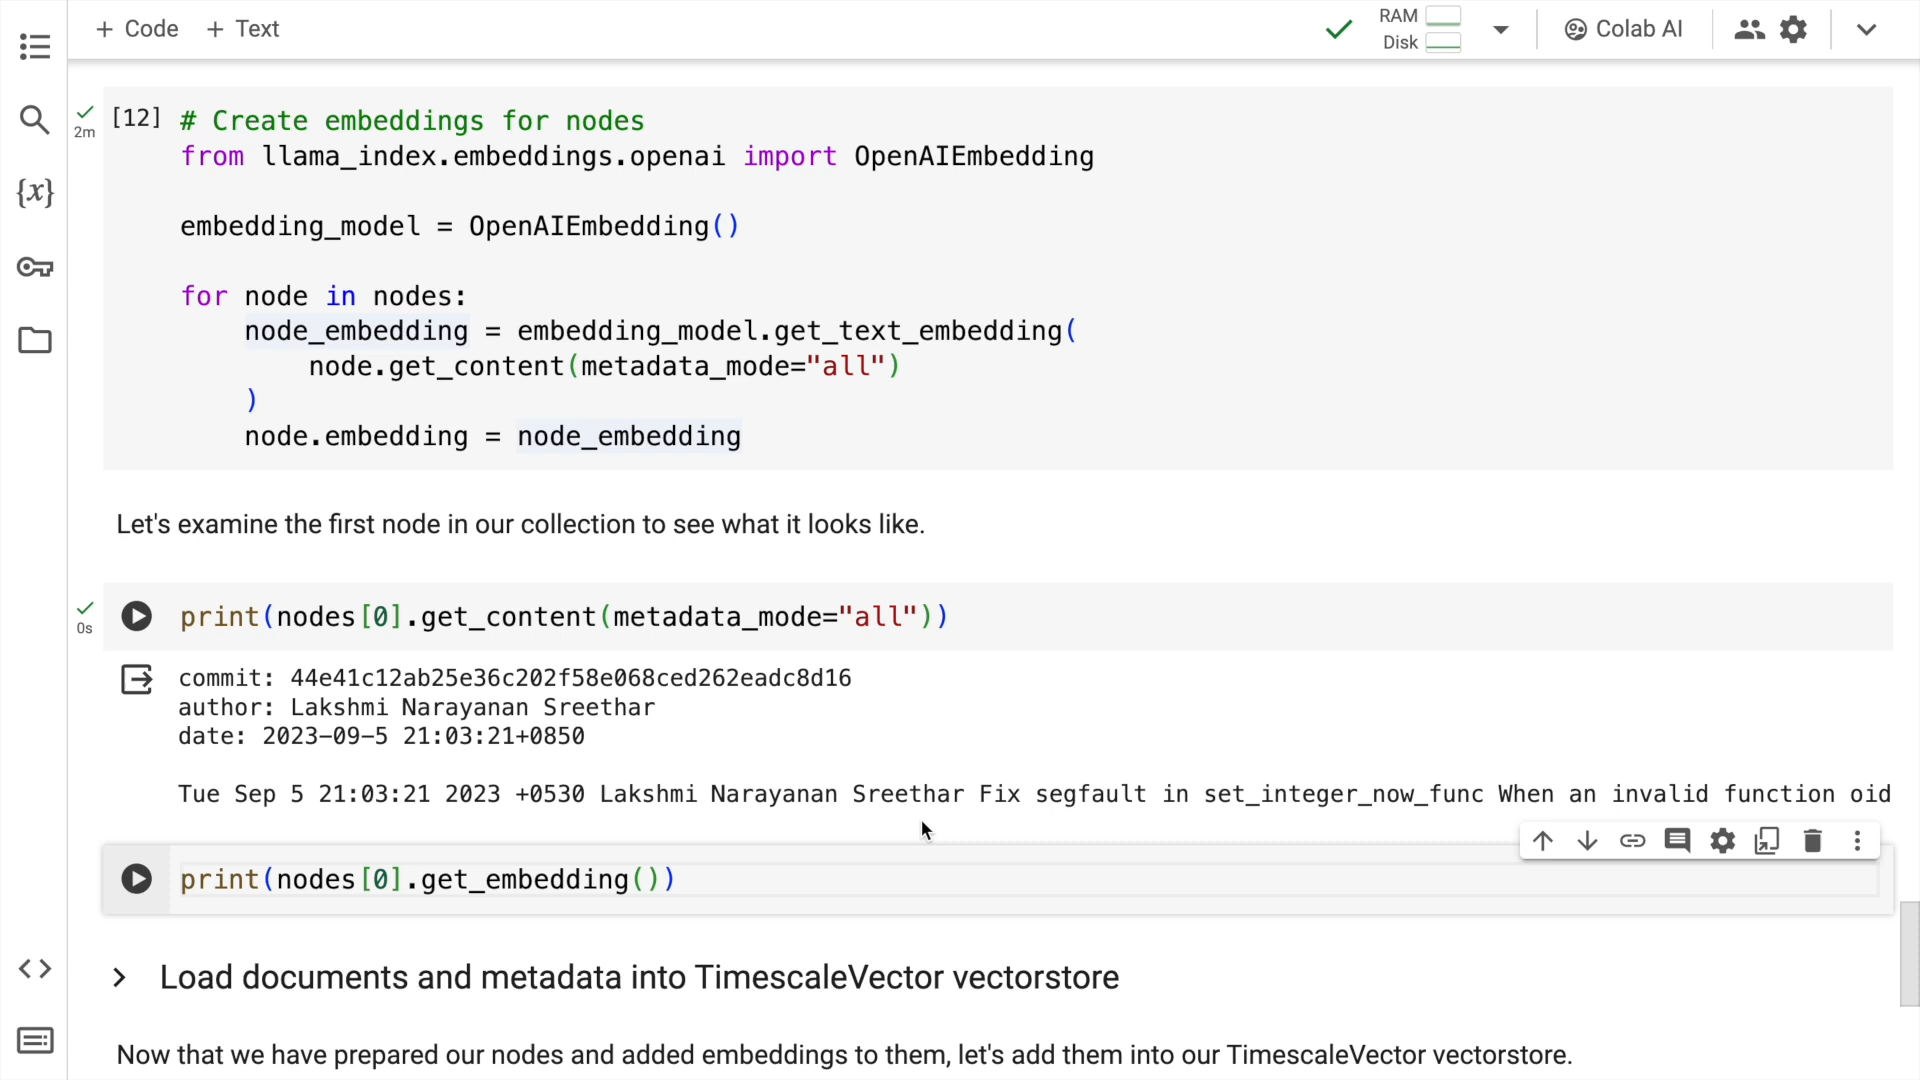 + Code + Text
RAM
Disk
Colab AI
{x}
2m
[12] # Create embeddings for nodes
from llama_index.embeddings.openai import OpenAIEmbedding
embedding_model = OpenAIEmbedding()
for node in nodes:
node_embedding = embedding_model.get_text_embedding(
node.get_content(metadata_mode="all")
)
node.embedding = node_embedding
Let's examine the first node in our collection to see what it looks like.
0s
print(nodes[0].get_content(metadata_mode="all"))
commit: 44e41c12ab25e36c202f58e068ced262eadc8d16
author: Lakshmi Narayanan Sreethar
date: 2023-09-5 21:03:21+0850
Tue Sep 5 21:03:21 2023 +0530 Lakshmi Narayanan Sreethar Fix segfault in set_integer_now_func When an invalid function oid
print(nodes[0].get_embedding())
Load documents and metadata into TimescaleVector vectorstore
Now that we have prepared our nodes and added embeddings to them, let's add them into our TimescaleVector vectorstore.